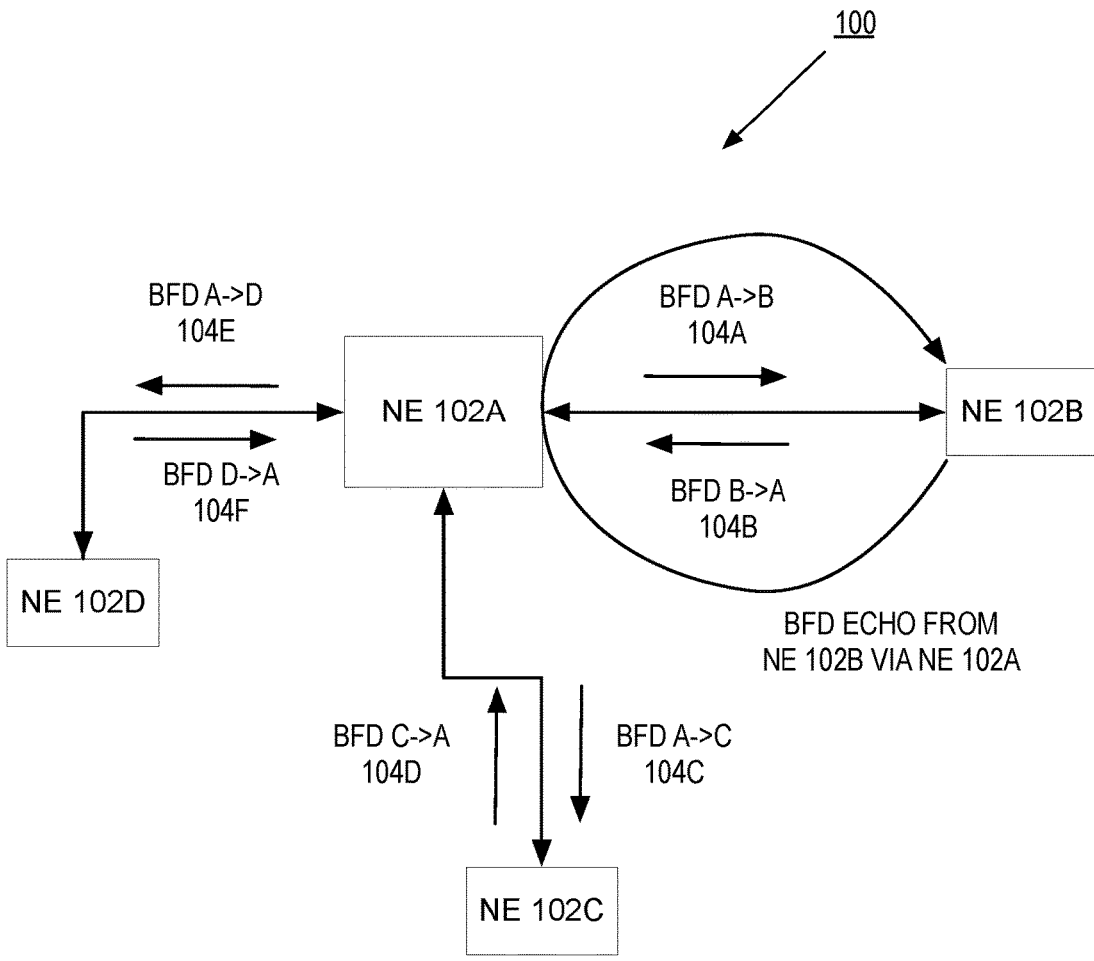 100
BFD A->D
104E
BFD A->B
104A
NE 102A
NE 102B
BFD D->A
104F
BFD B->A
104B
NE 102D
BFD ECHO FROM
NE 102B VIA NE 102A
BFD C->A
104D
BFD A->C
104C
NE 102C